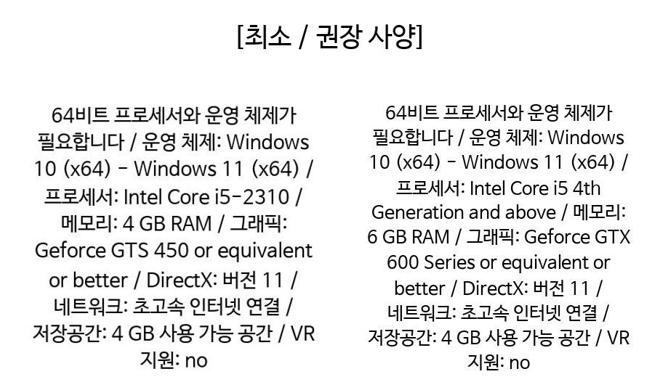 [최소 / 권장 사양]
64비트 프로세서와 운영 체제가
필요합니다 / 운영 체제: Windows
10 (x64) - Windows 11 (x64) /
프로세서: Intel Core i5-2310 /
메모리: 4 GB RAM / 그래픽:
Geforce GTS 450 or equivalent
or better / DirectX: 버전 11 /
네트워크: 초고속 인터넷 연결 /
저장공간: 4 GB 사용 가능 공간 / VR
지원: no
64비트 프로세서와 운영 체제가
필요합니다 / 운영 체제: Windows
10 (x64) - Windows 11 (x64) /
프로세서: Intel Core i5 4th
Generation and above / 메모리:
6 GB RAM / 그래픽: Geforce GTX
600 Series or equivalent or
better / DirectX: 버전 11 /
네트워크: 초고속 인터넷 연결 /
저장공간: 4 GB 사용 가능 공간 / VR
지원: no